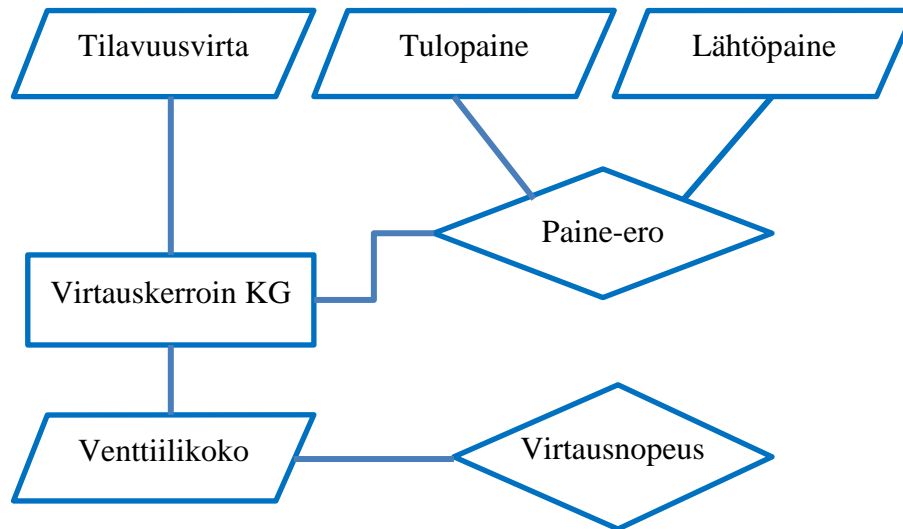 Tilavuusvirta
Tulopaine
Lähtöpaine
Paine-ero
Virtauskerroin KG
Venttiilikoko
Virtausnopeus